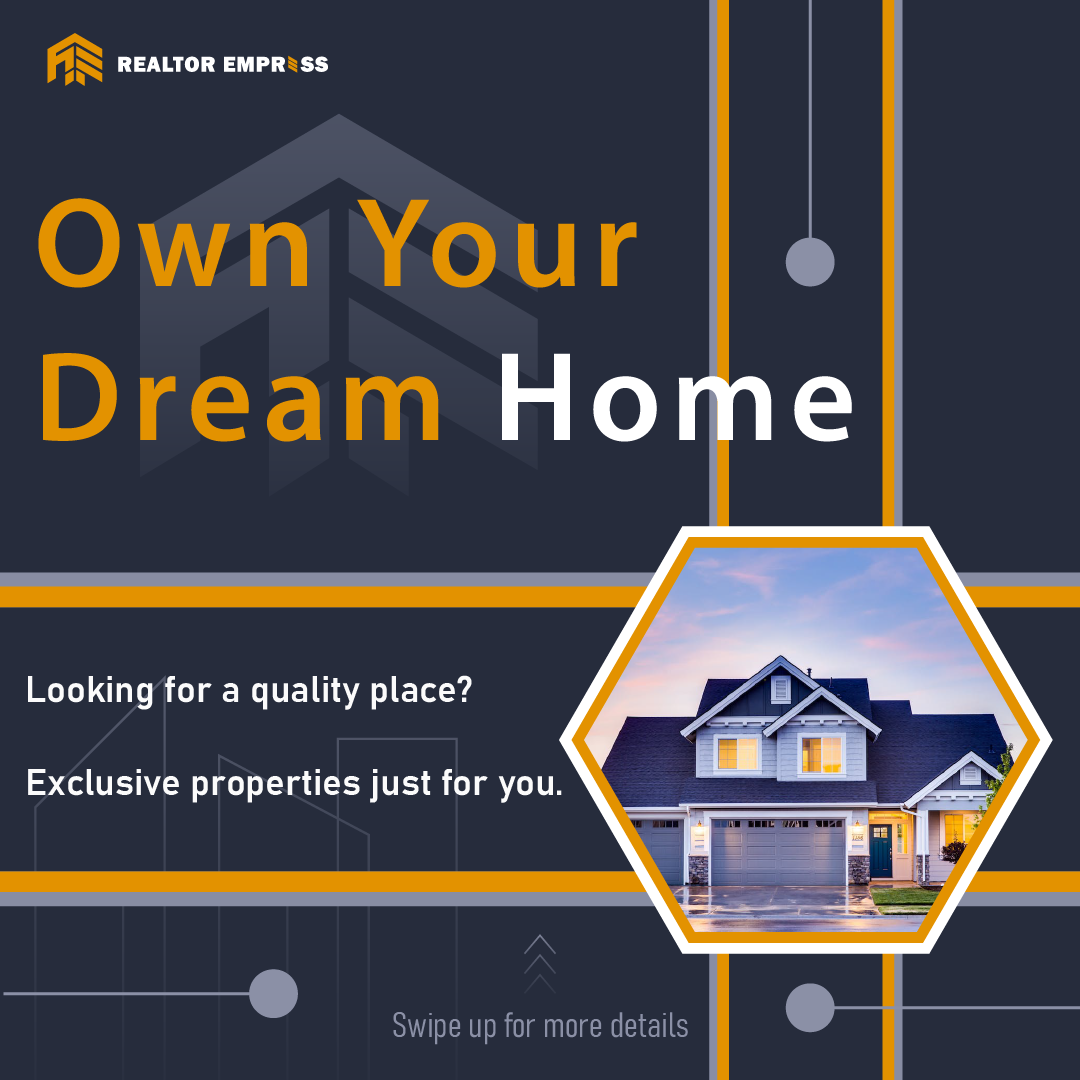 REALTOR EMPRESS
Own Your
Dream Home
Looking for a quality place?
Exclusive properties just for you.
Swipe up for more details